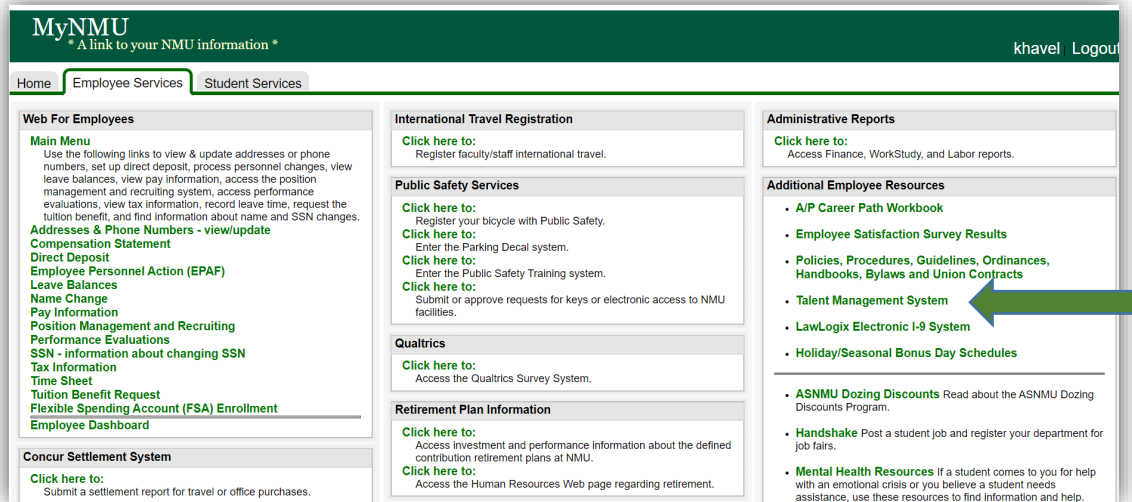 MyNMU
* A link to your NMU information *
khavel | Logout
Home
Employee Services
Student Services
Web For Employees
Main Menu
Use the following links to view & update addresses or phone
numbers, set up direct deposit, process personnel changes, view
leave balances, view pay information, access the position
management and recruiting system, access performance
evaluations, view tax information, record leave time, request the
tuition benefit, and find information about name and SSN changes.
Addresses & Phone Numbers - view/update
Compensation Statement
Direct Deposit
Employee Personnel Action (EPAF)
Leave Balances
Name Change
Pay Information
Position Management and Recruiting
Performance Evaluations
SSN - information about changing SSN
Tax Information
Time Sheet
Tuition Benefit Request
Flexible Spending Account (FSA) Enrollment
Employee Dashboard
Concur Settlement System
Click here to:
Submit a settlement report for travel or office purchases.
International Travel Registration
Click here to:
Register faculty/staff international travel.
Public Safety Services
Click here to:
Register your bicycle with Public Safety.
Click here to:
Enter the Parking Decal system.
Click here to:
Enter the Public Safety Training system.
Click here to:
Submit or approve requests for keys or electronic access to NMU
facilities.
Qualtrics
Click here to:
Access the Qualtrics Survey System.
Retirement Plan Information
Click here to:
Access investment and performance information about the defined
contribution retirement plans at NMU.
Click here to:
Access the Human Resources Web page regarding retirement.
Administrative Reports
Click here to:
Access Finance, WorkStudy, and Labor reports.
Additional Employee Resources
• A/P Career Path Workbook
• Employee Satisfaction Survey Results
• Policies, Procedures, Guidelines, Ordinances,
Handbooks, Bylaws and Union Contracts
• Talent Management System
• LawLogix Electronic I-9 System
• Holiday/Seasonal Bonus Day Schedules
• ASNMU Dozing Discounts Read about the ASNMU Dozing
Discounts Program.
• Handshake Post a student job and register your department for
job fairs.
• Mental Health Resources If a student comes to you for help
with an emotional crisis or you believe a student needs
assistance, use these resources to find information and help.